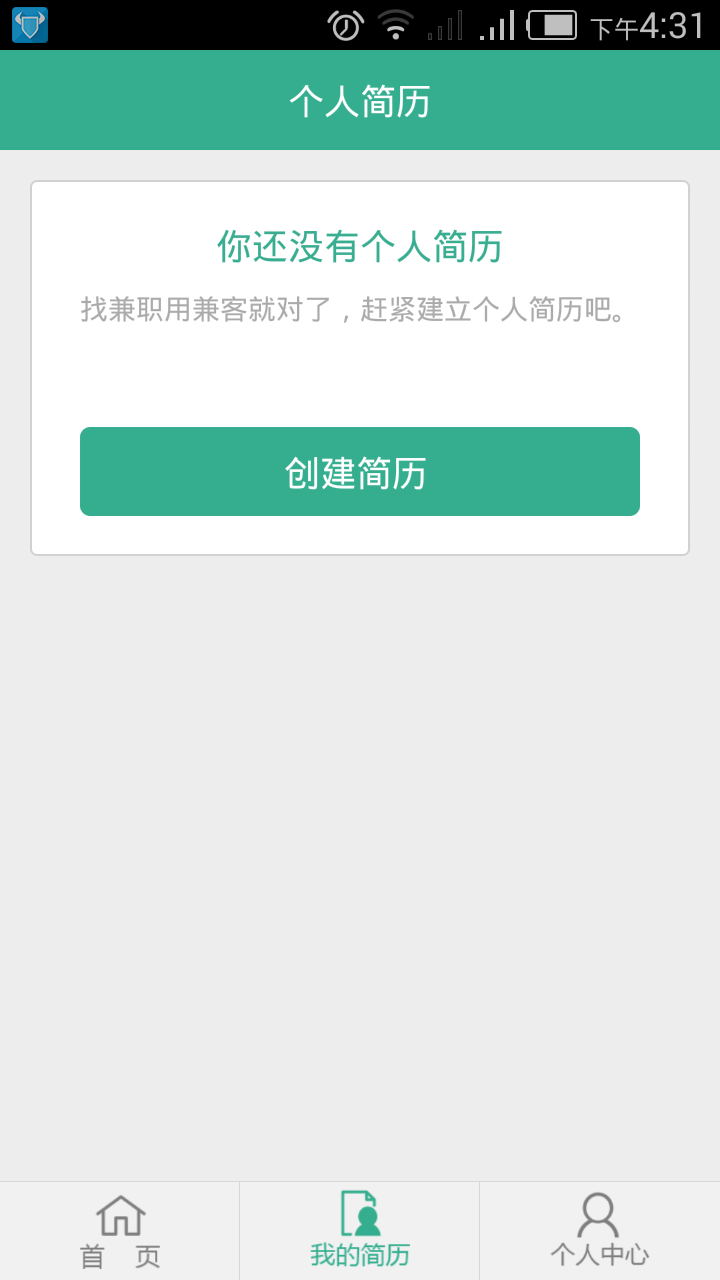 下午4:31
个人简历
你还没有个人简历
找兼职用兼客就对了，赶紧建立个人简历吧。
创建简历
首 页
我的简历
个人中心